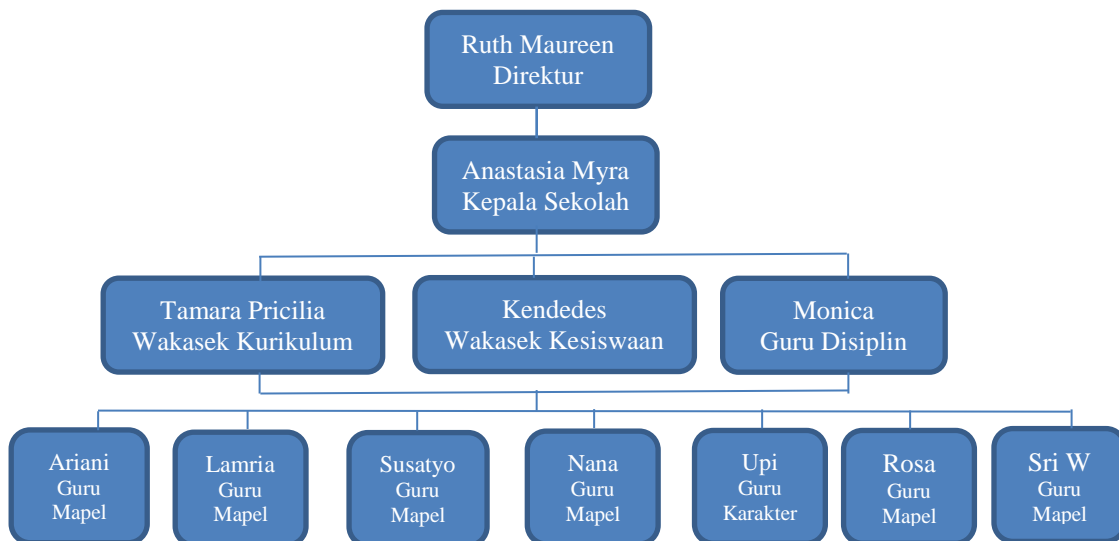 Ruth Maureen
Direktur
Anastasia Myra
Kepala Sekolah
Tamara Pricilia
Wakasek Kurikulum
Kendedes
Wakasek Kesiswaan
Monica
Guru Disiplin
Ariani
Guru
Mapel
Lamria
Guru
Mapel
Susatyo
Guru
Mapel
Nana
Guru
Mapel
Upi
Guru
Karakter
Rosa
Guru
Mapel
Sri W
Guru
Mapel